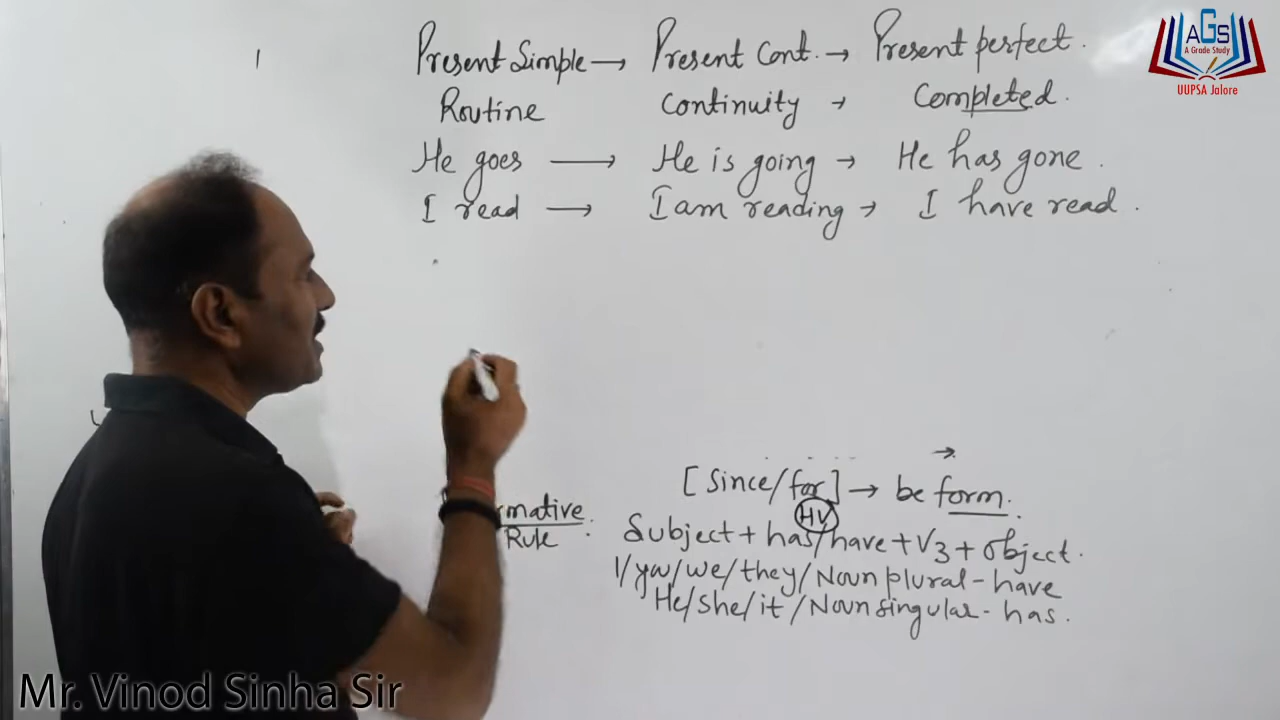 Present Simple → Present Cont. → Present perfect.
Routine Continuity → Completed.
He goes → He is going → He has gone.
I read → I am reading → I have read.
[Since/for] → be form.
HV
mative
Rule
Subject + has/have + V3 + Object.
I/you/we/they/Noun plural - have
He/She/it/Noun singular - has.
AGS
A Grade Study
UUPSA Jalore
Mr. Vinod Sinha Sir